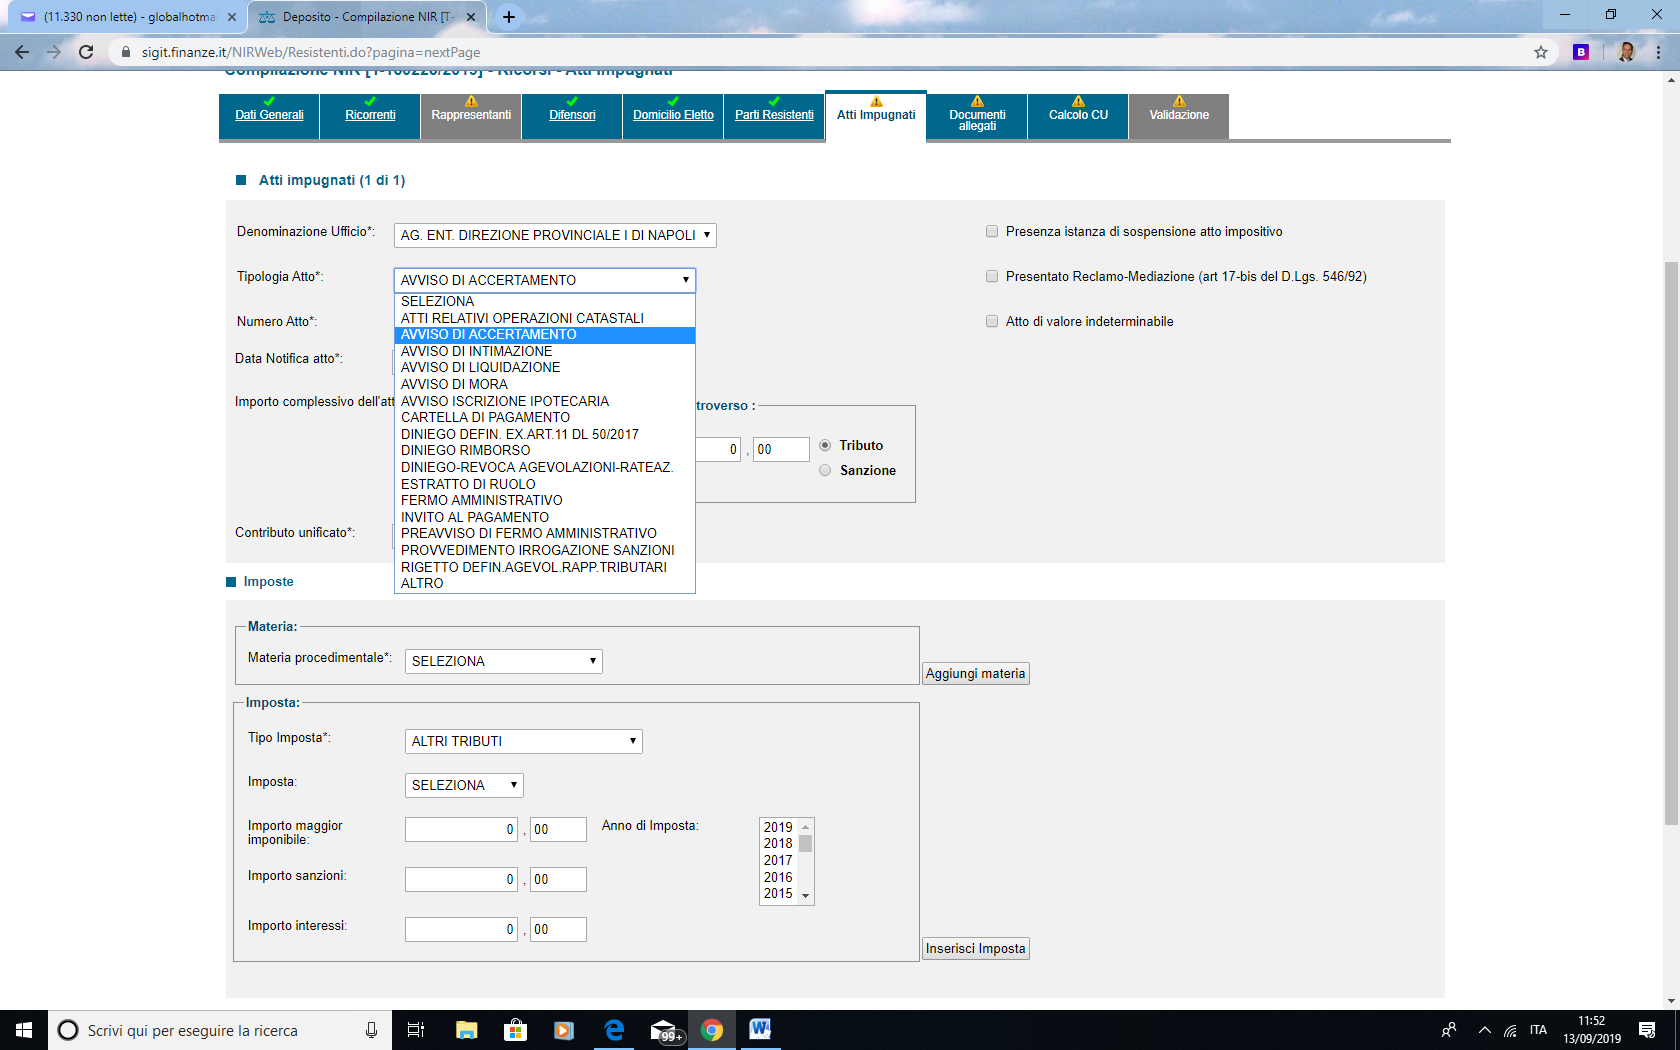 (11.330 non lette) - globalhotmai
Deposito - Compilazione NIR [T-
sigit.finanze.it/NIRWeb/Resistenti.do?pagina=nextPage
B
Dati Generali
Ricorrenti
Rappresentanti
Difensori
Domicilio Eletto
Parti Resistenti
Atti Impugnati
Documenti
allegati
Calcolo CU
Validazione
Atti impugnati (1 di 1)
Denominazione Ufficio*:
AG. ENT. DIREZIONE PROVINCIALE I DI NAPOLI
Presenza istanza di sospensione atto impositivo
Tipologia Atto*:
AVVISO DI ACCERTAMENTO
Presentato Reclamo-Mediazione (art 17-bis del D.Lgs. 546/92)
SELEZIONA
ATTI RELATIVI OPERAZIONI CATASTALI
Numero Atto*:
Atto di valore indeterminabile
AVVISO DI ACCERTAMENTO
AVVISO DI INTIMAZIONE
Data Notifica atto*:
AVVISO DI LIQUIDAZIONE
AVVISO DI MORA
Importo complessivo dell'att
AVVISO ISCRIZIONE IPOTECARIA
troverso :
CARTELLA DI PAGAMENTO
DINIEGO DEFIN. EX.ART.11 DL 50/2017
DINIEGO RIMBORSO
0 , 00
Tributo
DINIEGO-REVOCA AGEVOLAZIONI-RATEAZ.
Sanzione
ESTRATTO DI RUOLO
FERMO AMMINISTRATIVO
INVITO AL PAGAMENTO
Contributo unificato*:
PREAVVISO DI FERMO AMMINISTRATIVO
PROVVEDIMENTO IRROGAZIONE SANZIONI
RIGETTO DEFIN.AGEVOL.RAPP.TRIBUTARI
ALTRO
Imposte
Materia:
Materia procedimentale*:
SELEZIONA
Aggiungi materia
Imposta:
Tipo Imposta*:
ALTRI TRIBUTI
Imposta:
SELEZIONA
Importo maggior
imponibile:
0 , 00
Anno di Imposta:
2019
2018
2017
2016
2015
Importo sanzioni:
0 , 00
Importo interessi:
0 , 00
Inserisci Imposta
Scrivi qui per eseguire la ricerca
99+
ITA
11:52
13/09/2019